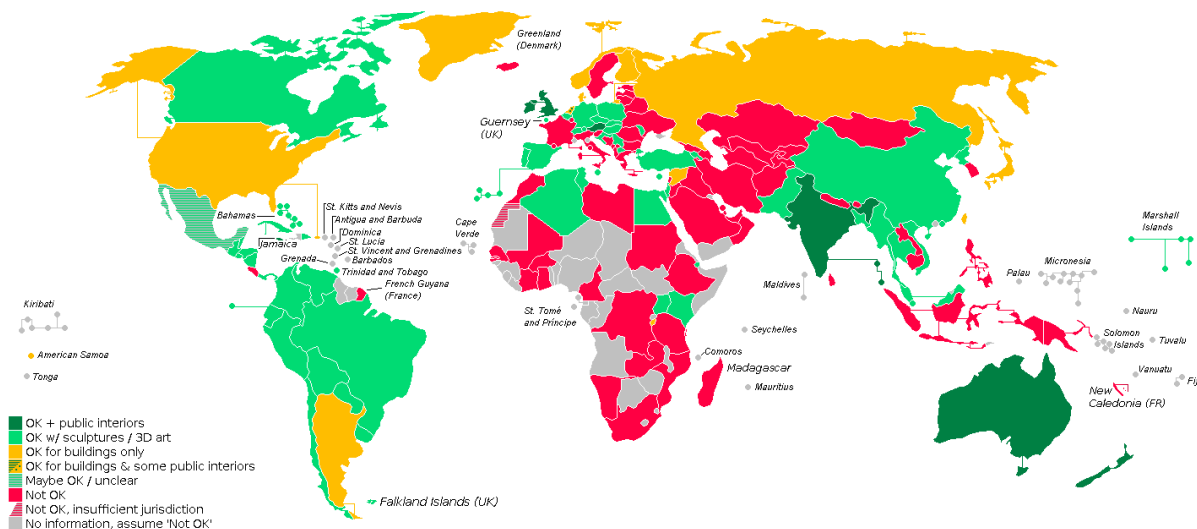 Greenland
(Denmark)
Guernsey
(UK)
St. Kitts and Nevis
Antigua and Barbuda
Bahamas
Dominica
St. Lucia
Jamaica
St. Vincent and Grenadines
Grenada
Barbados
Trinidad and Tobago
French Guyana
(France)
Cape
Verde
Marshall
Islands
Micronesia
Palau
Maldives
Kiribati
St. Tomé
and Príncipe
Nauru
Seychelles
Solomon
Islands
Tuvalu
American Samoa
Comoros
Madagascar
Vanuatu
Tonga
Mauritius
New
Caledonia (FR)
OK + public interiors
OK w/ sculptures / 3D art
OK for buildings only
OK for buildings & some public interiors
Maybe OK / unclear
Not OK
Not OK, insufficient jurisdiction
No information, assume 'Not OK'
Falkland Islands (UK)